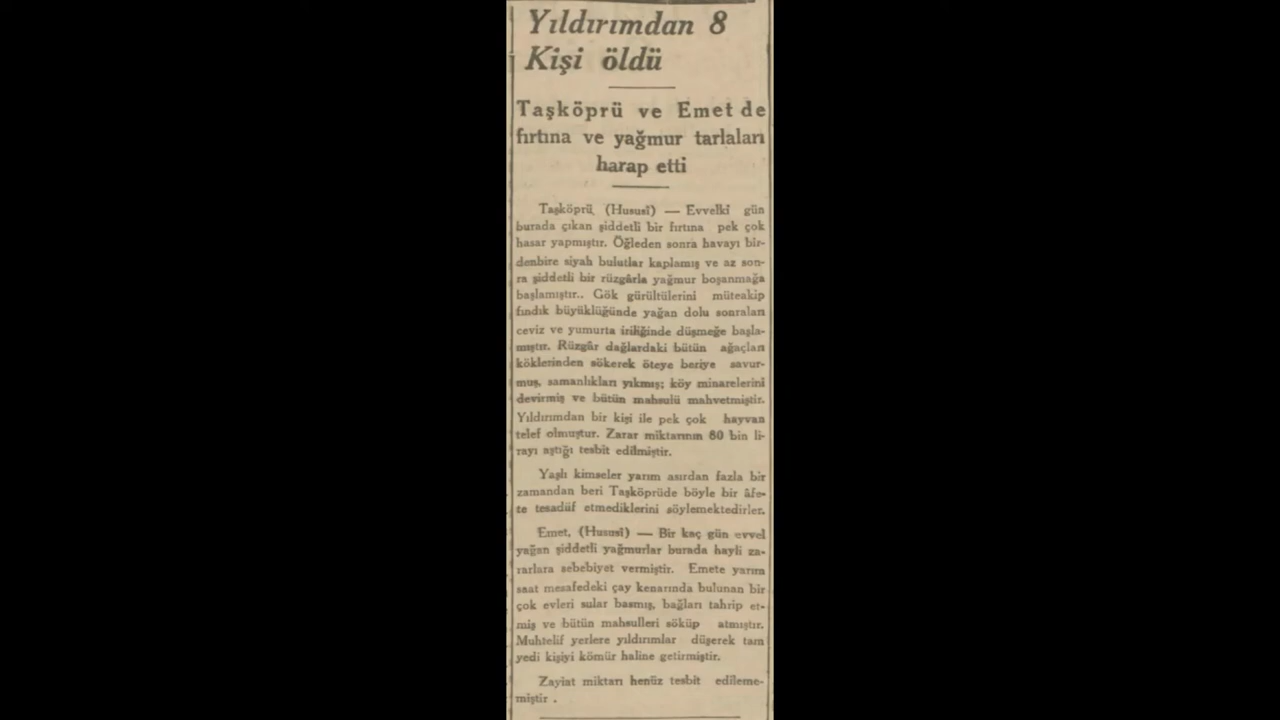 Yıldırımdan 8
Kişi öldü
Taşköprü ve Emet de
fırtına ve yağmur tarlaları
harap etti
Taşköprü, (Hususî) — Evvelki gün
burada çıkan şiddetli bir fırtına pek çok
hasar yapmıştır. Öğleden sonra havayı bir-
denbire siyah bulutlar kaplamış ve az son-
ra şiddetli bir rüzgârla yağmur boşanmağa
başlamıştır.. Gök gürültülerini müteakip
fındık büyüklüğünde yağan dolu sonraları
ceviz ve yumurta iriliğinde düşmeğe başla-
mıştır. Rüzgâr dağlardaki bütün ağaçları
köklerinden sökerek öteye beriye savur-
muş, samanlıkları yıkmış; köy minarelerini
devirmiş ve bütün mahsulü mahvetmiştir.
Yıldırımdan bir kişi ile pek çok hayvan
telef olmuştur. Zarar miktarının 80 bin li-
rayı aştığı tesbit edilmiştir.
Yaşlı kimseler yarım asırdan fazla bir
zamandan beri Taşköprüde böyle bir âfe-
te tesadüf etmediklerini söylemektedirler.
Emet, (Hususî) — Bir kaç gün evvel
yağan şiddetli yağmurlar burada hayli za-
rarlara sebebiyet vermiştir. Emete yarım
saat mesafedeki çay kenarında bulunan bir
çok evleri sular basmış, bağları tahrip et-
miş ve bütün mahsulleri söküp atmıştır.
Muhtelif yerlere yıldırımlar düşerek tam
yedi kişiyi kömür haline getirmiştir.
Zayiat miktarı henüz tesbit edileme-
miştir .